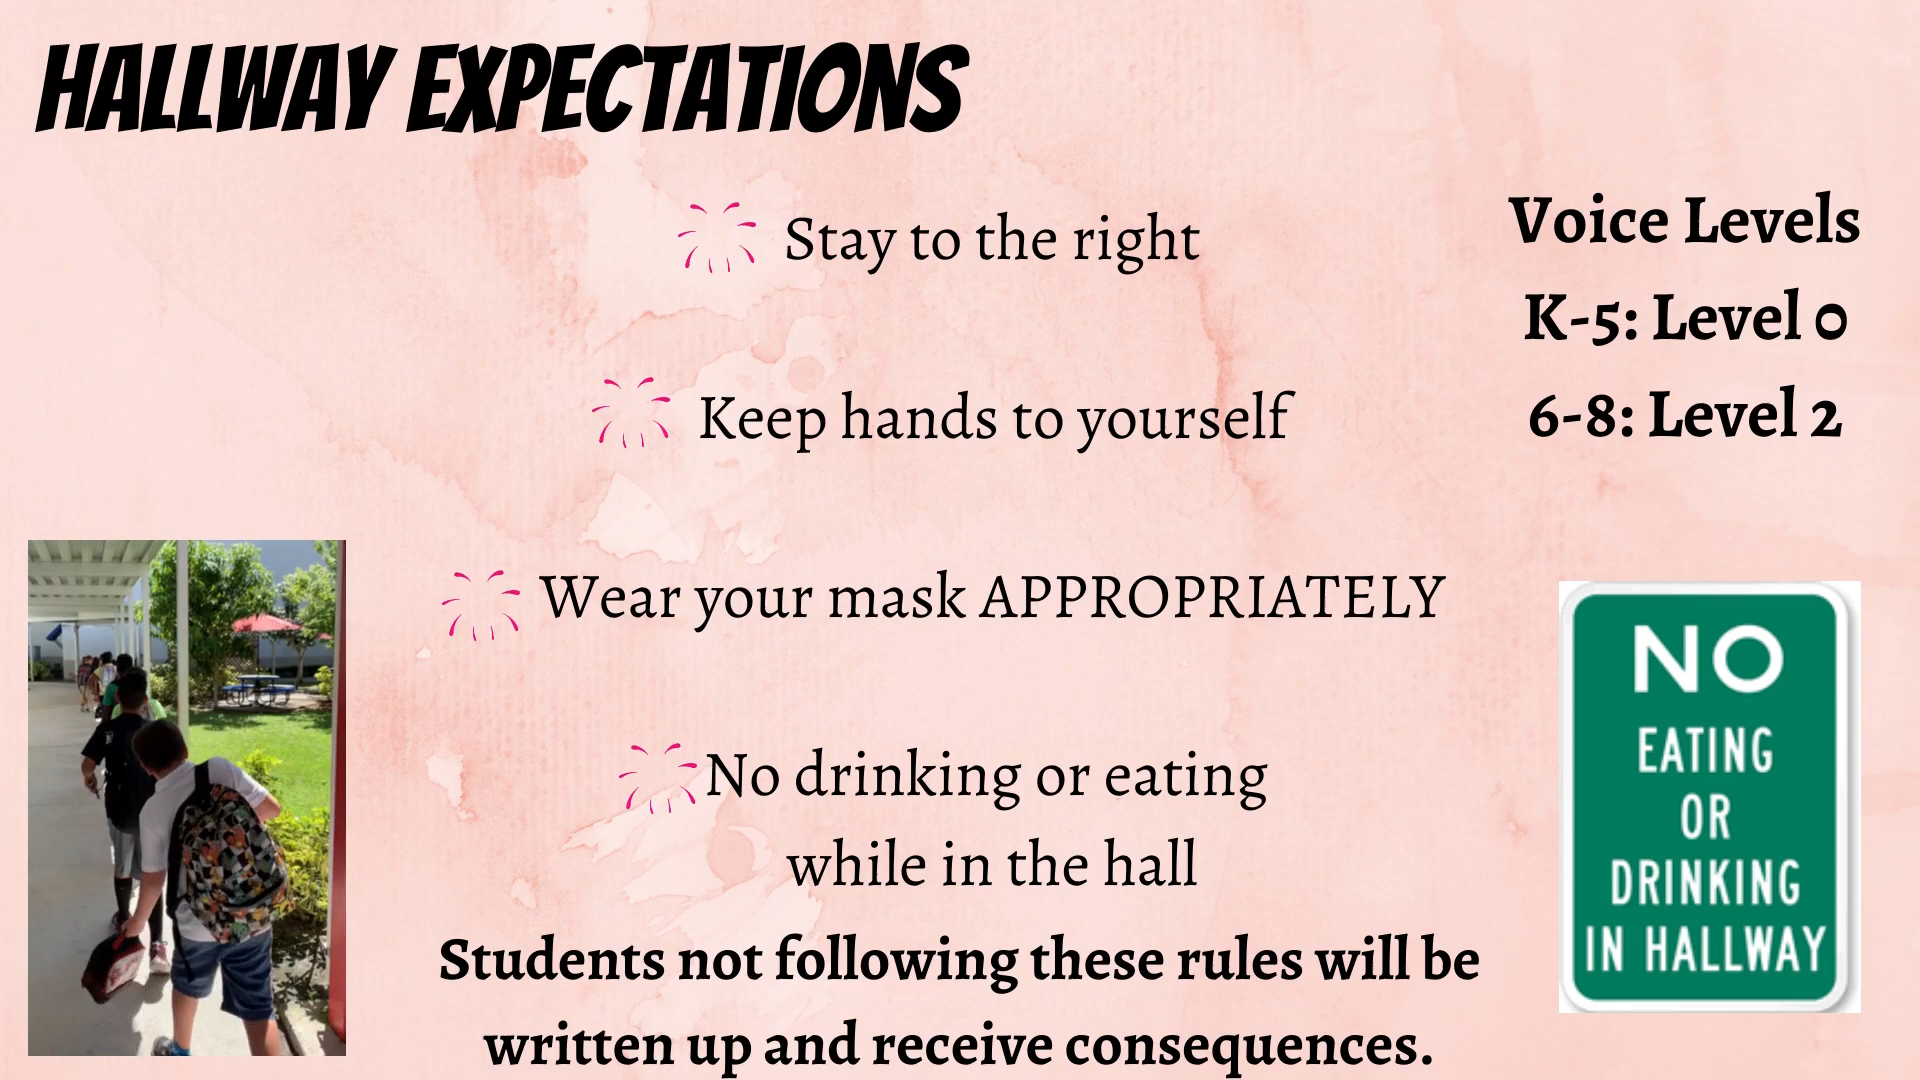 HALLWAY EXPECTATIONS
Stay to the right
Keep hands to yourself
Wear your mask APPROPRIATELY
No drinking or eating
while in the hall
Students not following these rules will be
written up and receive consequences.
Voice Levels
K-5: Level 0
6-8: Level 2
NO
EATING
OR
DRINKING
IN HALLWAY